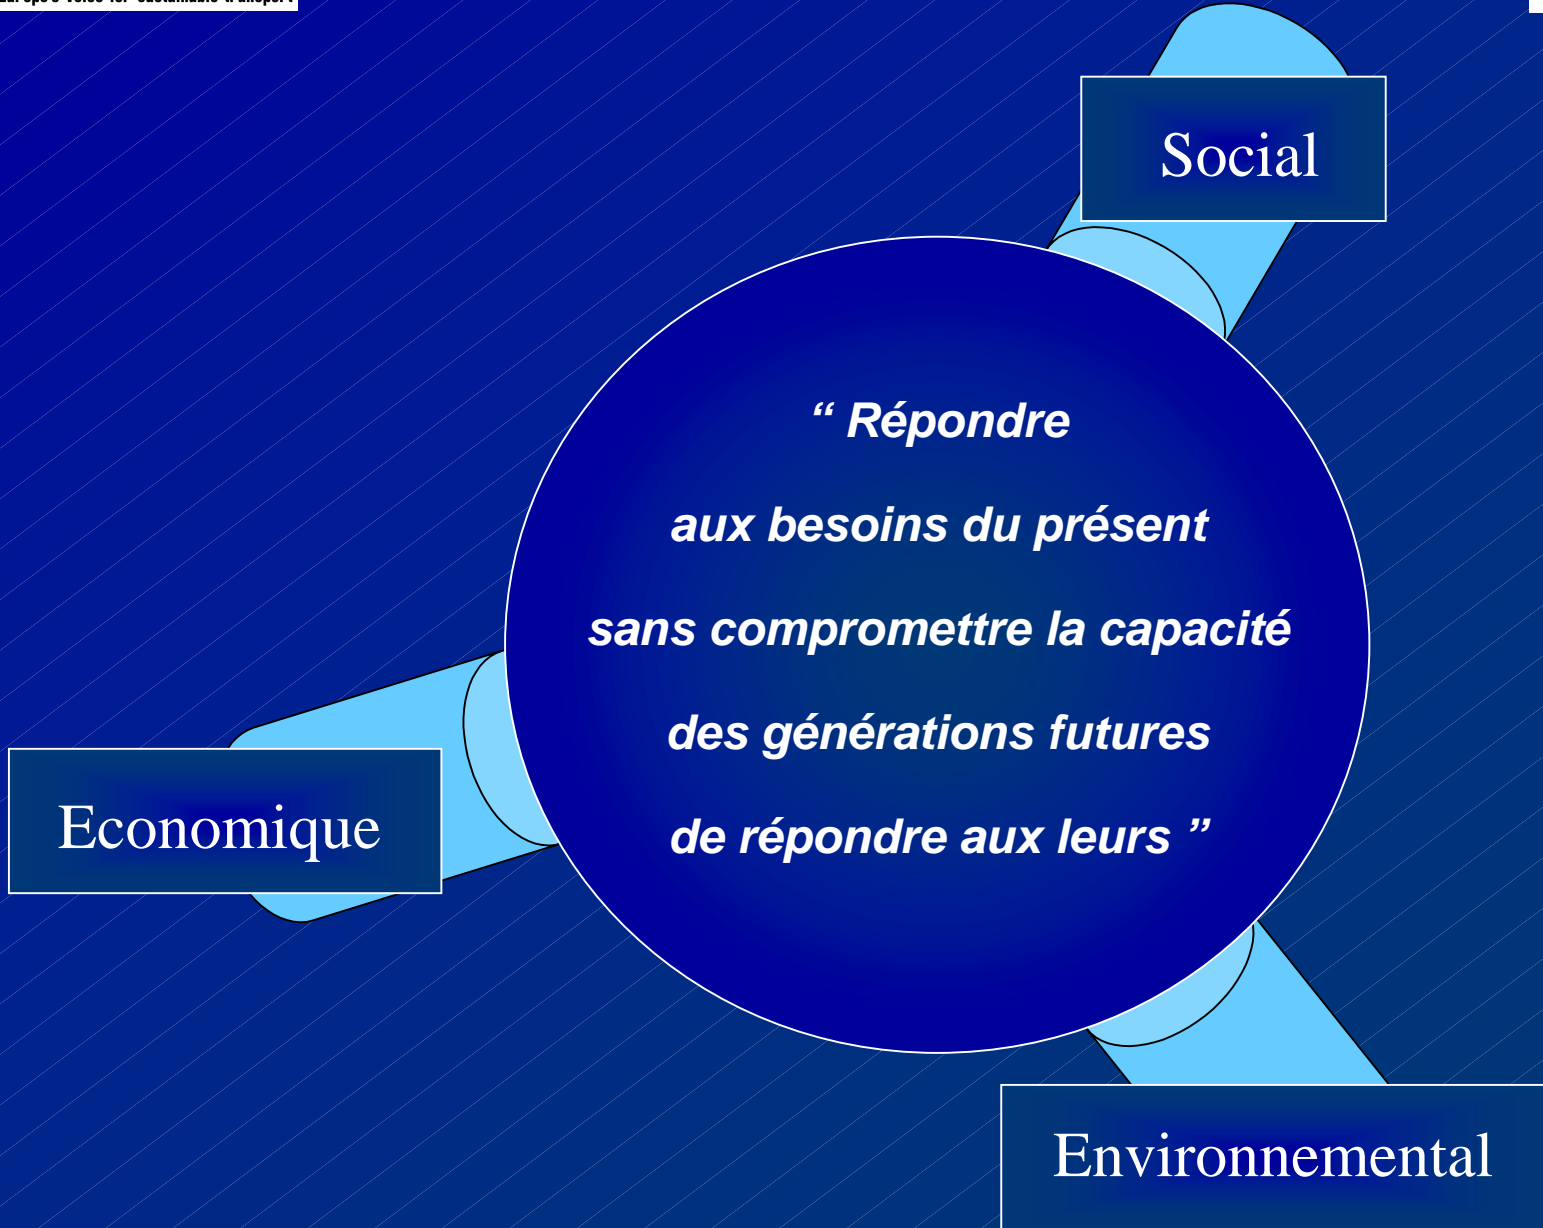 Social
“ Répondre
aux besoins du présent
sans compromettre la capacité
des générations futures
de répondre aux leurs ”
Economique
Environnemental